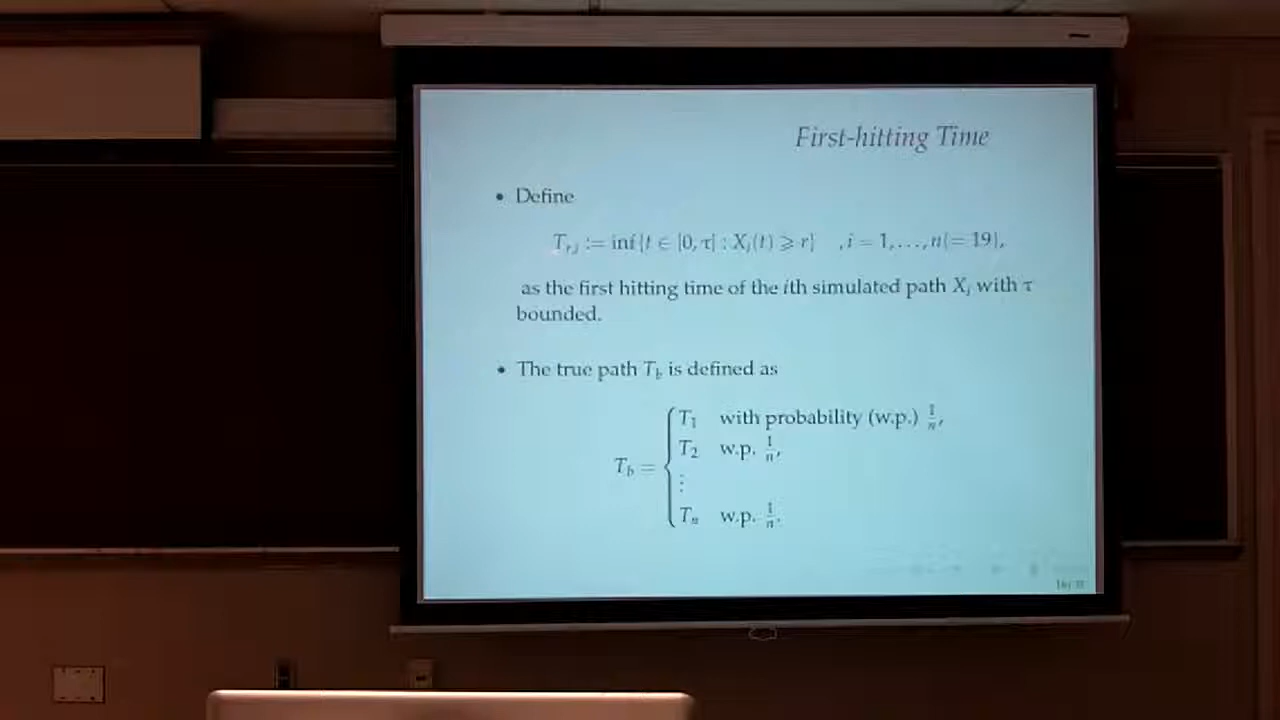 First-hitting Time
• Define
T_{r,i} := inf{t ∈ [0, τ] : X_i(t) ⩾ r} , i = 1, . . . , n(= 19),
as the first hitting time of the ith simulated path X_i with τ
bounded.
• The true path T_b is defined as
T_1 with probability (w.p.) 1/n,
T_2 w.p. 1/n,
T_b = {
⋮
T_n w.p. 1/n.